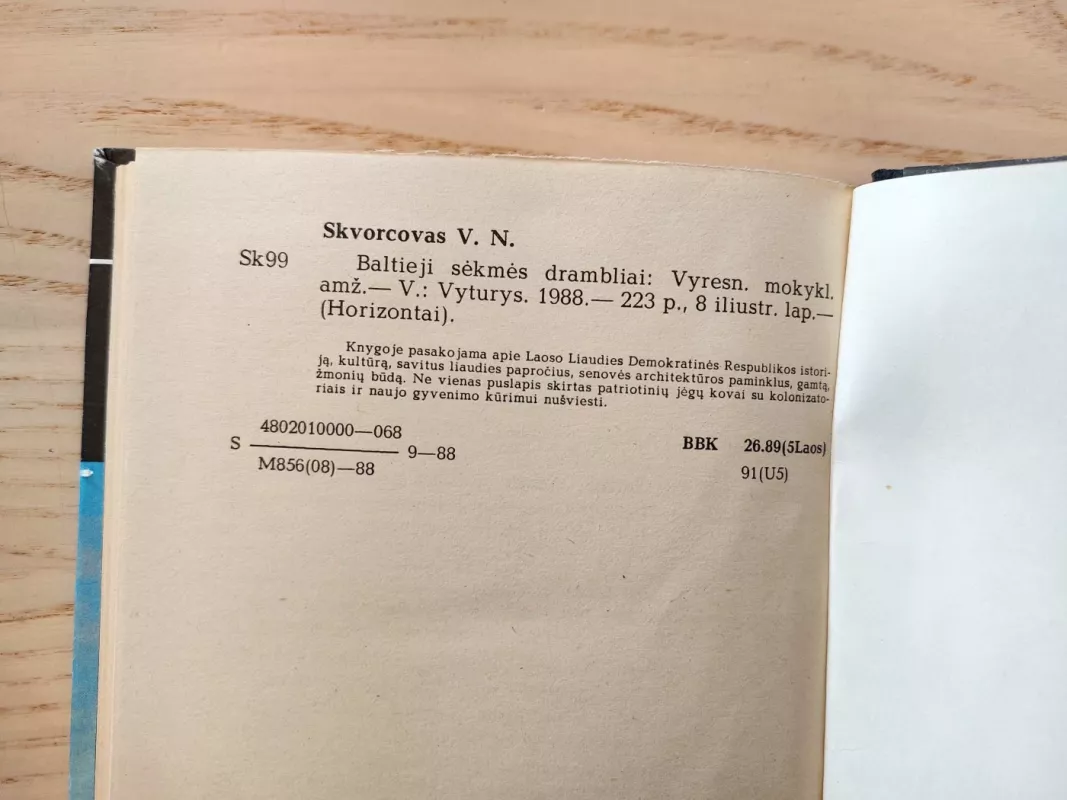 Skvorcovas V. N.
Sk99 Baltieji sėkmės drambliai: Vyresn. mokykl.
amž.— V.: Vyturys. 1988.— 223 p., 8 iliustr. lap.—
(Horizontai).
Knygoje pasakojama apie Laoso Liaudies Demokratinės Respublikos istori-
ją, kultūrą, savitus liaudies papročius, senovės architektūros paminklus, gamtą,
žmonių būdą. Ne vienas puslapis skirtas patriotinių jėgų kovai su kolonizato-
riais ir naujo gyvenimo kūrimui nušviesti.
4802010000—068
S 9—88
M856(08)—88
BBK 26.89(5Laos)
91(U5)